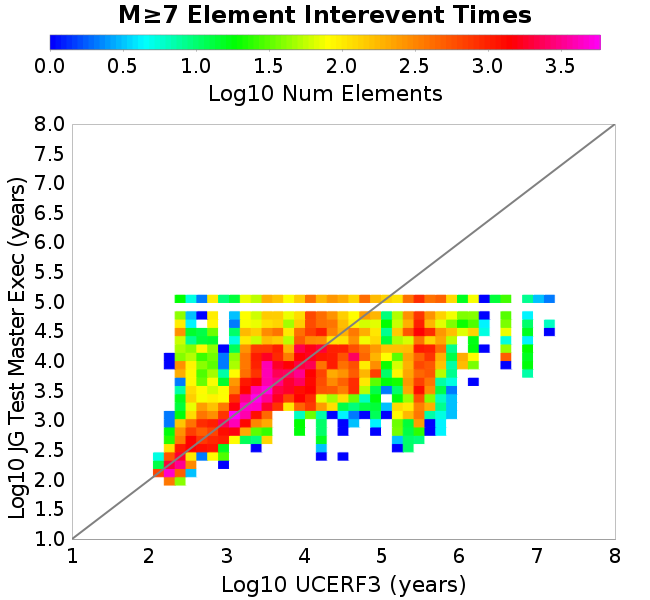 M≥7 Element Interevent Times
0.0 0.5 1.0 1.5 2.0 2.5 3.0 3.5
Log10 Num Elements
Log10 JG Test Master Exec (years)
8.0
7.5
7.0
6.5
6.0
5.5
5.0
4.5
4.0
3.5
3.0
2.5
2.0
1.5
1.0
1 2 3 4 5 6 7 8
Log10 UCERF3 (years)